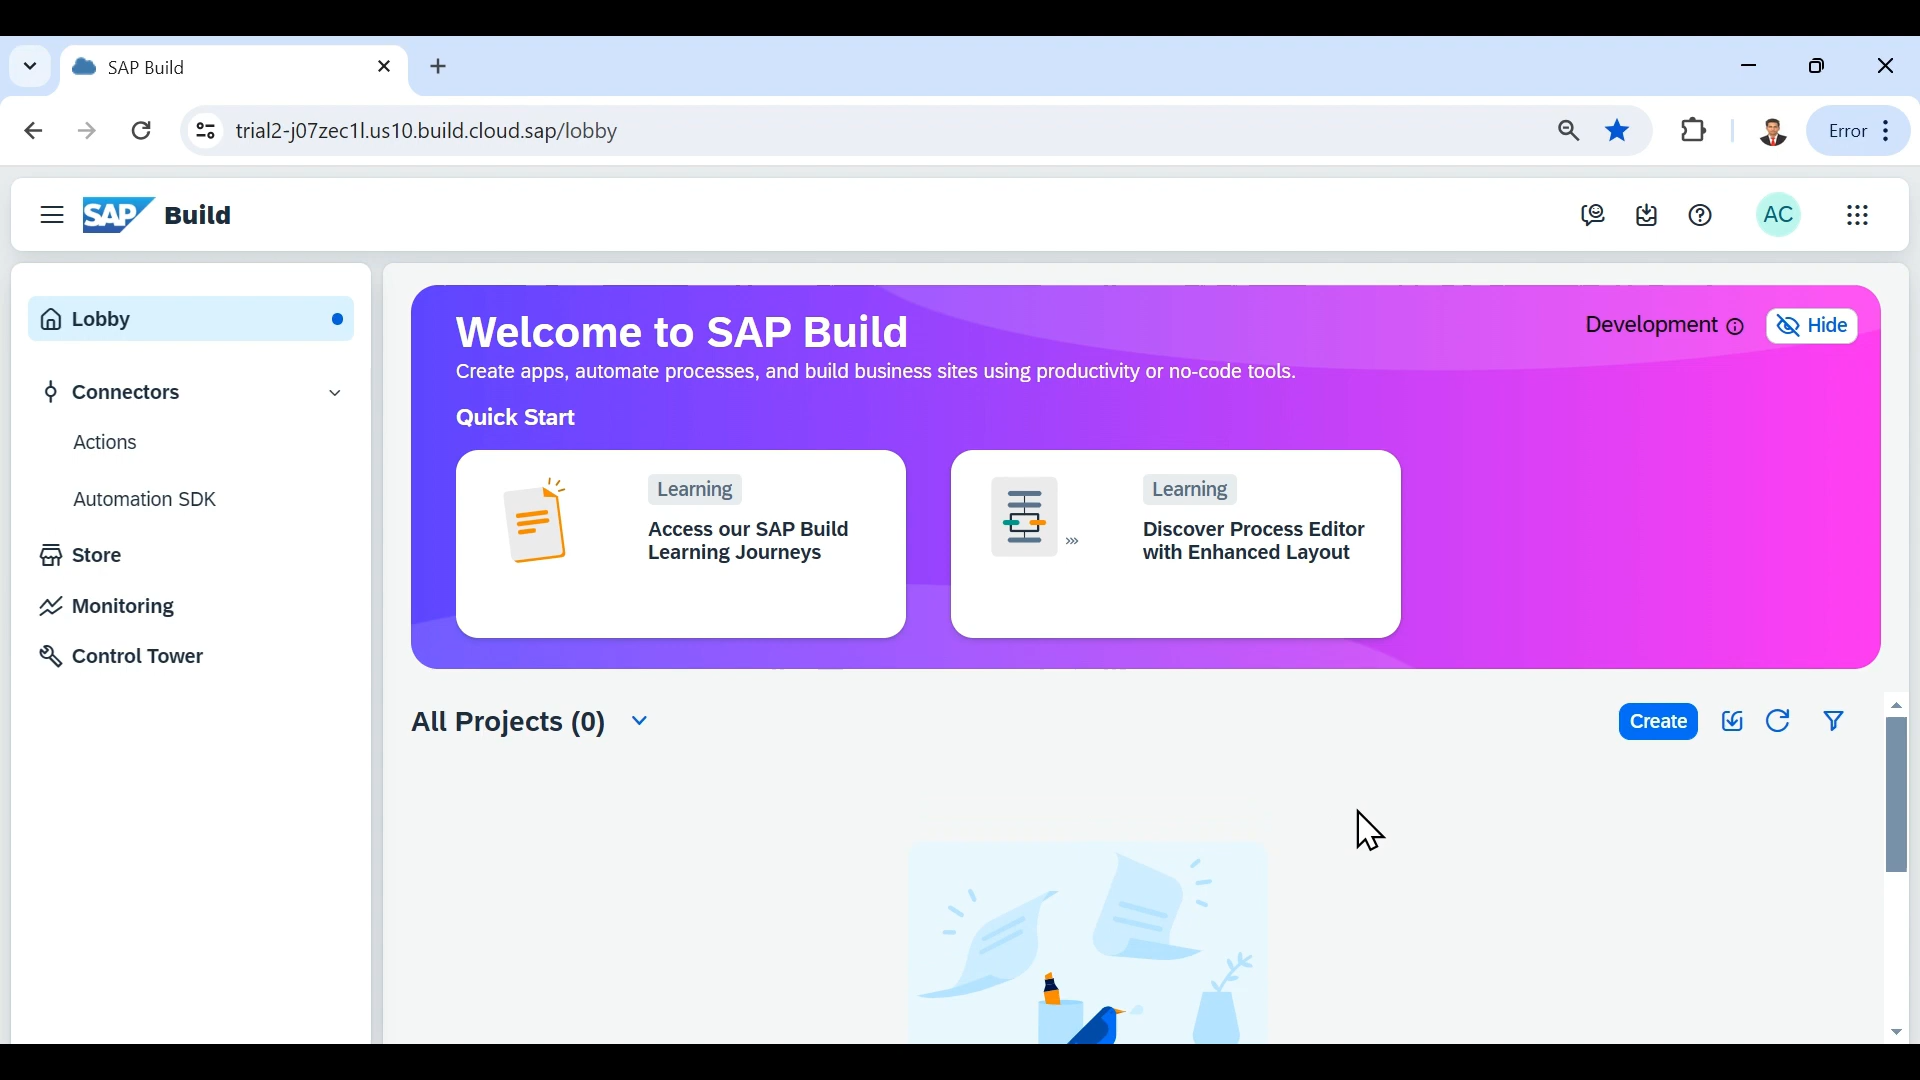 SAP Build
trial2-j07zec1l.us10.build.cloud.sap/lobby
Error
SAP Build
AC
Lobby
Connectors
Actions
Automation SDK
Store
Monitoring
Control Tower
Welcome to SAP Build
Development
Hide
Create apps, automate processes, and build business sites using productivity or no-code tools.
Quick Start
Learning
Access our SAP Build
Learning Journeys
Learning
Discover Process Editor
with Enhanced Layout
All Projects (0)
Create